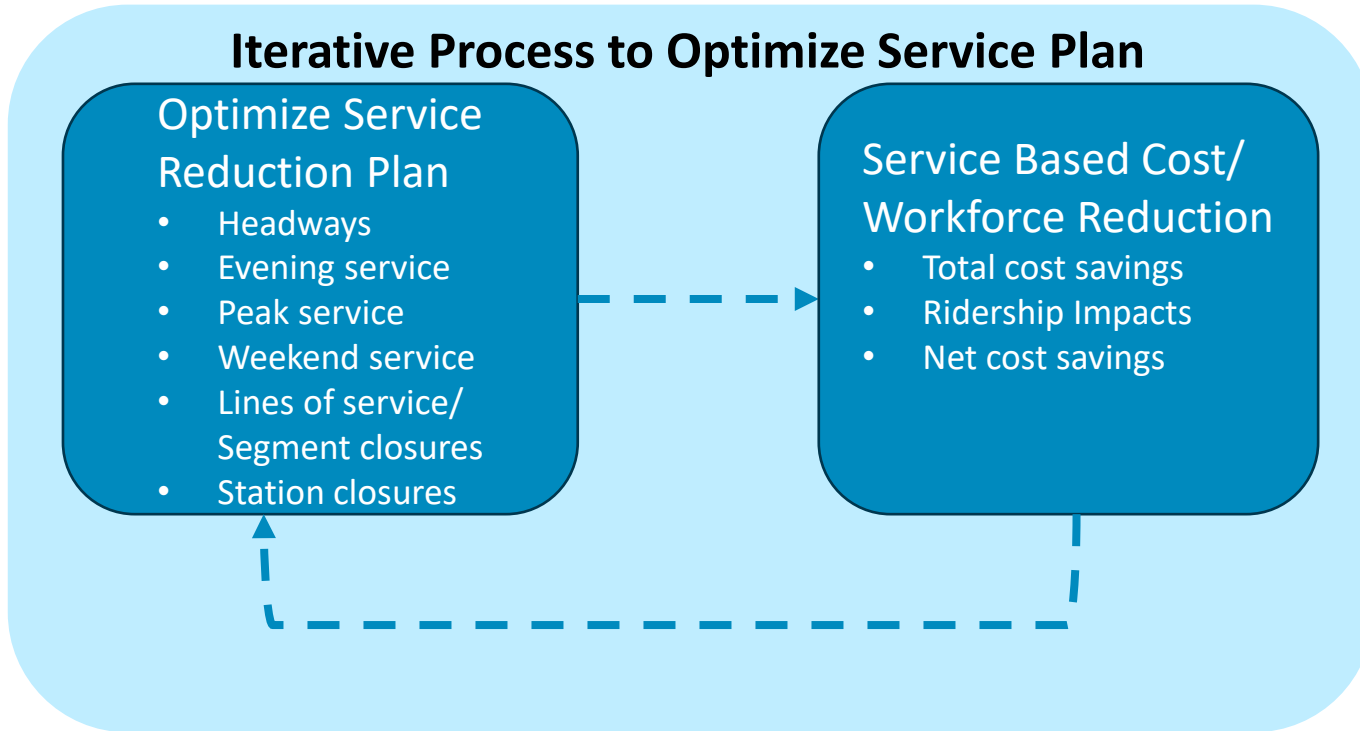 Iterative Process to Optimize Service Plan
Optimize Service
Reduction Plan
• Headways
• Evening service
• Peak service
• Weekend service
• Lines of service/
Segment closures
• Station closures
Service Based Cost/
Workforce Reduction
• Total cost savings
• Ridership Impacts
• Net cost savings